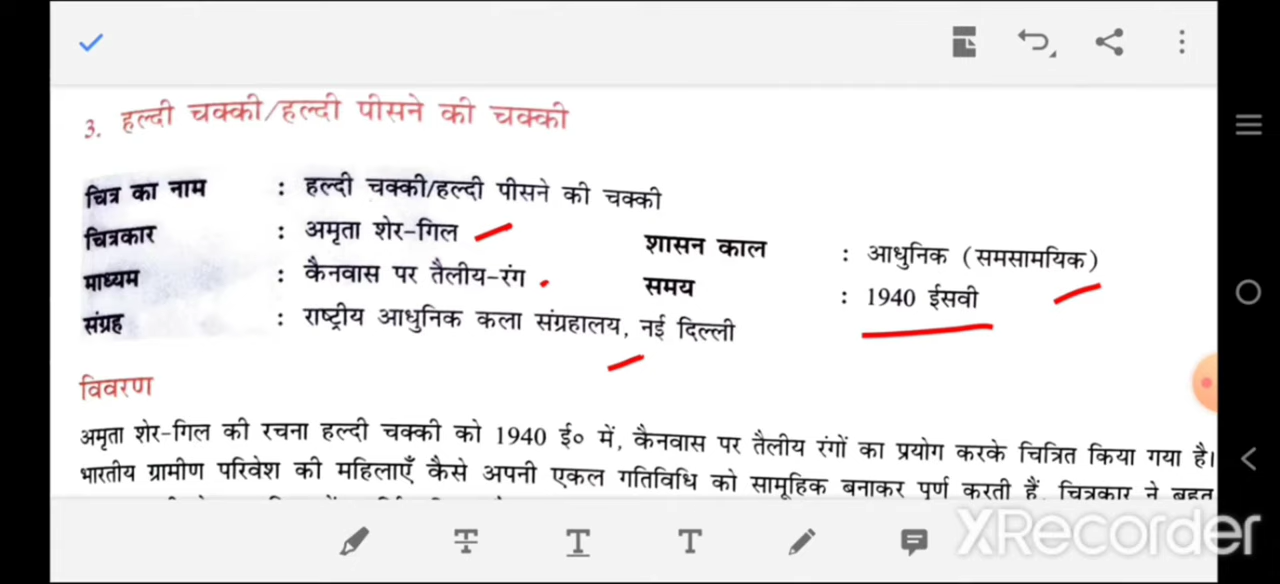 3. हल्दी चक्की/हल्दी पीसने की चक्की
चित्र का नाम : हल्दी चक्की/हल्दी पीसने की चक्की
चित्रकार : अमृता शेर-गिल
शासन काल : आधुनिक (समसामयिक)
माध्यम : कैनवास पर तैलीय-रंग
समय : 1940 ईसवी
संग्रह : राष्ट्रीय आधुनिक कला संग्रहालय, नई दिल्ली
विवरण
अमृता शेर-गिल की रचना हल्दी चक्की को 1940 ई० में, कैनवास पर तैलीय रंगों का प्रयोग करके चित्रित किया गया है।
भारतीय ग्रामीण परिवेश की महिलाएँ कैसे अपनी एकल गतिविधि को सामूहिक बनाकर पूर्ण करती हैं, चित्रकार ने बहुत
T T T
XRecorder